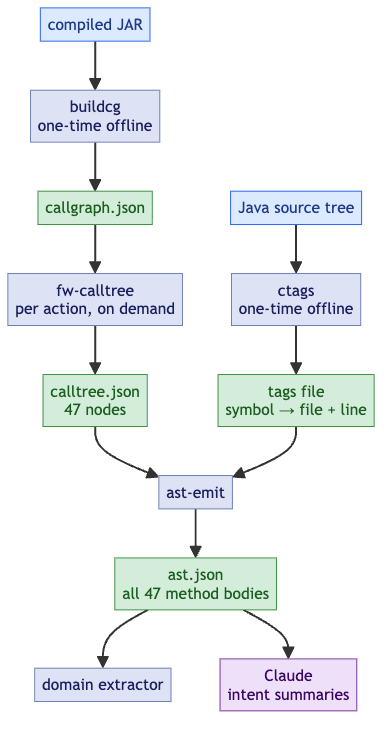 compiled JAR
buildcg
one-time offline
callgraph.json
Java source tree
fw-calltree
per action, on demand
ctags
one-time offline
calltree.json
47 nodes
tags file
symbol → file + line
ast-emit
ast.json
all 47 method bodies
domain extractor
Claude
intent summaries